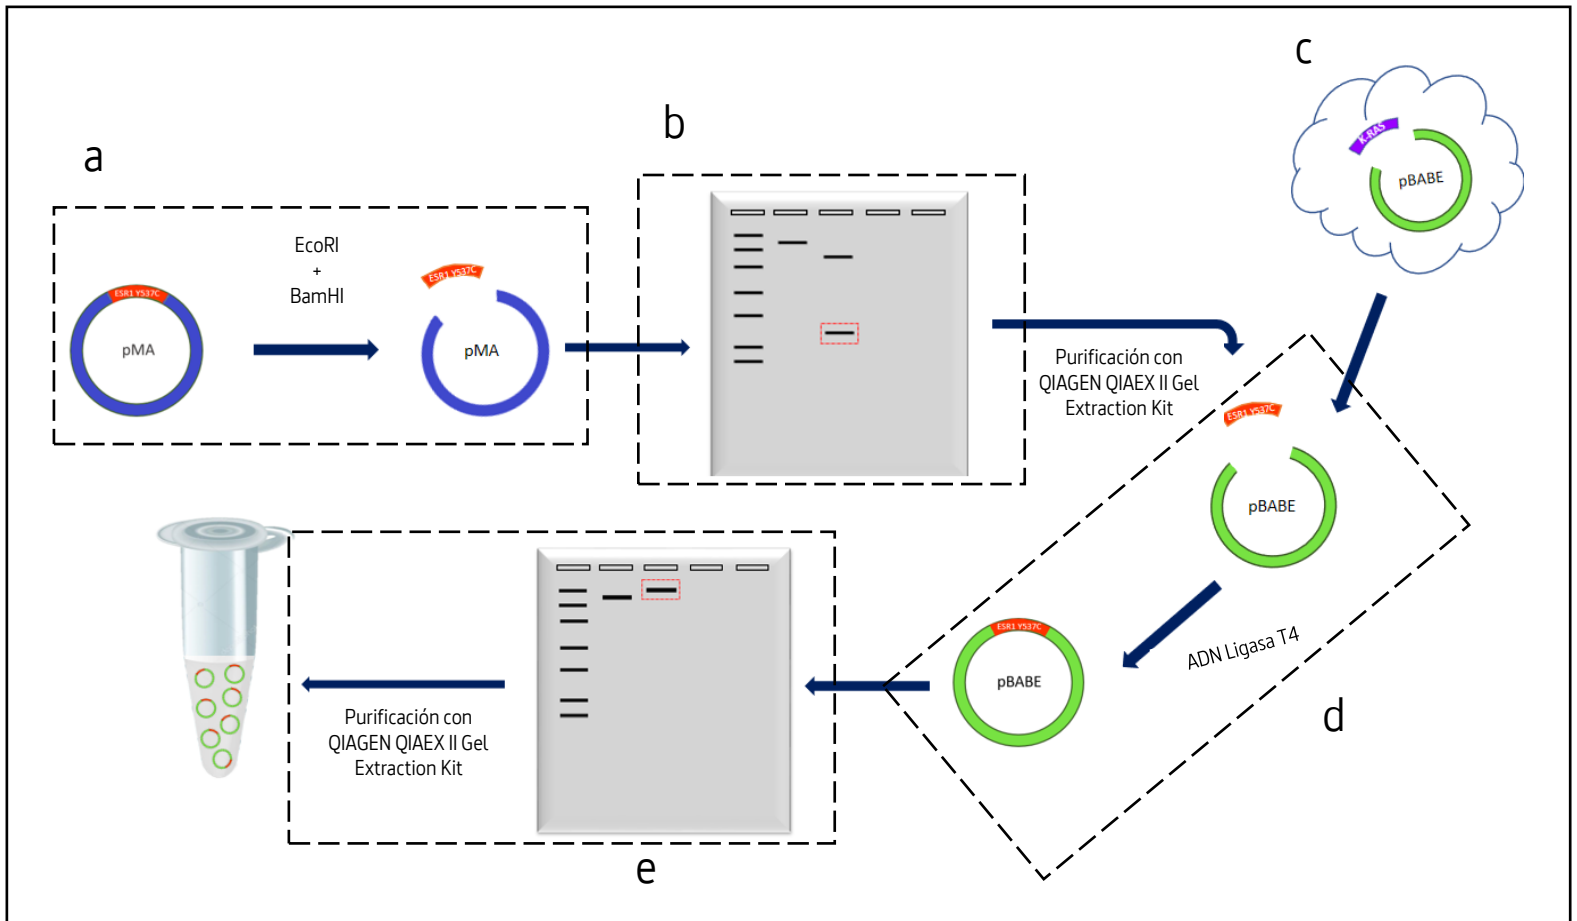 a
EcoRI
+
BamHI
ESR1 Y537C
pMA
ESR1 Y537C
pMA
b
Purificación con
QIAGEN QIAEX II Gel
Extraction Kit
c
K-RAS
pBABE
ESR1 Y537C
pBABE
ADN Ligasa T4
ESR1 Y537C
pBABE
d
Purificación con
QIAGEN QIAEX II Gel
Extraction Kit
e